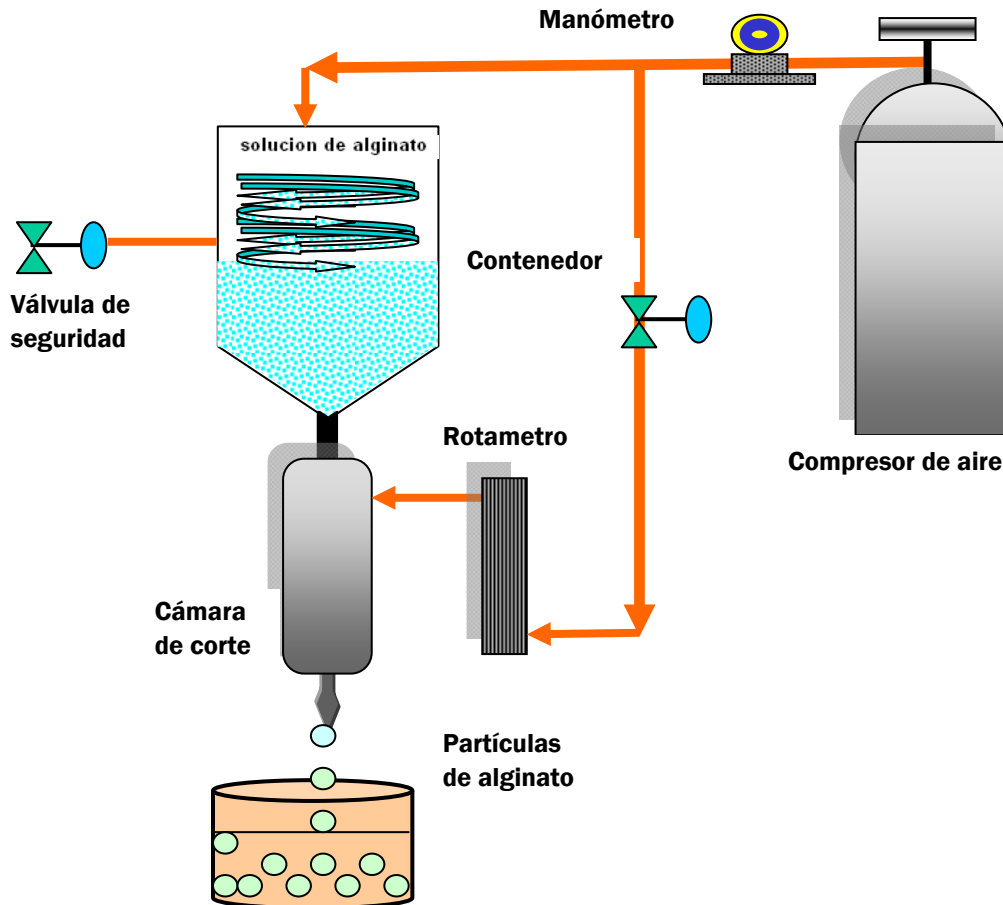 Manómetro
solucion de alginato
Contenedor
Válvula de
seguridad
Rotametro
Compresor de aire
Cámara
de corte
Partículas
de alginato